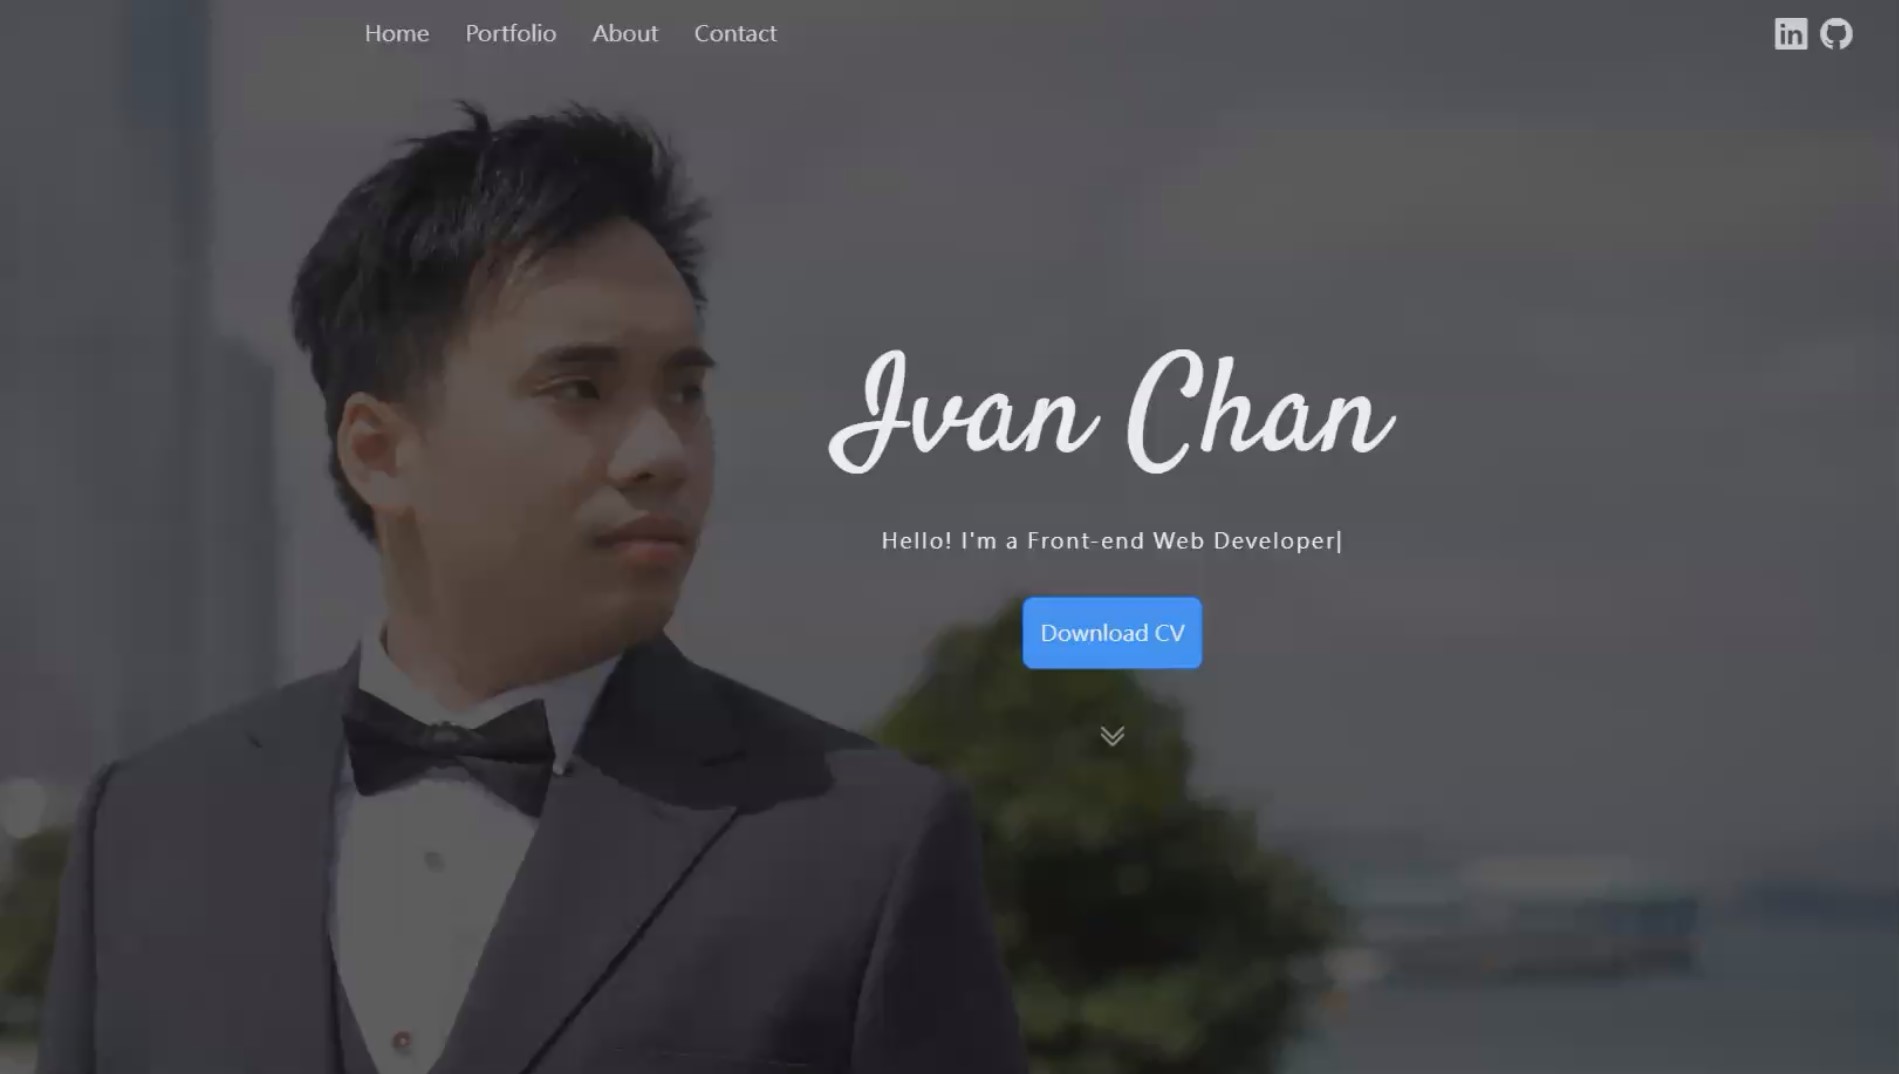 Home Portfolio About Contact in
Ivan Chan
Hello! I'm a Front-end Web Developer|
Download CV